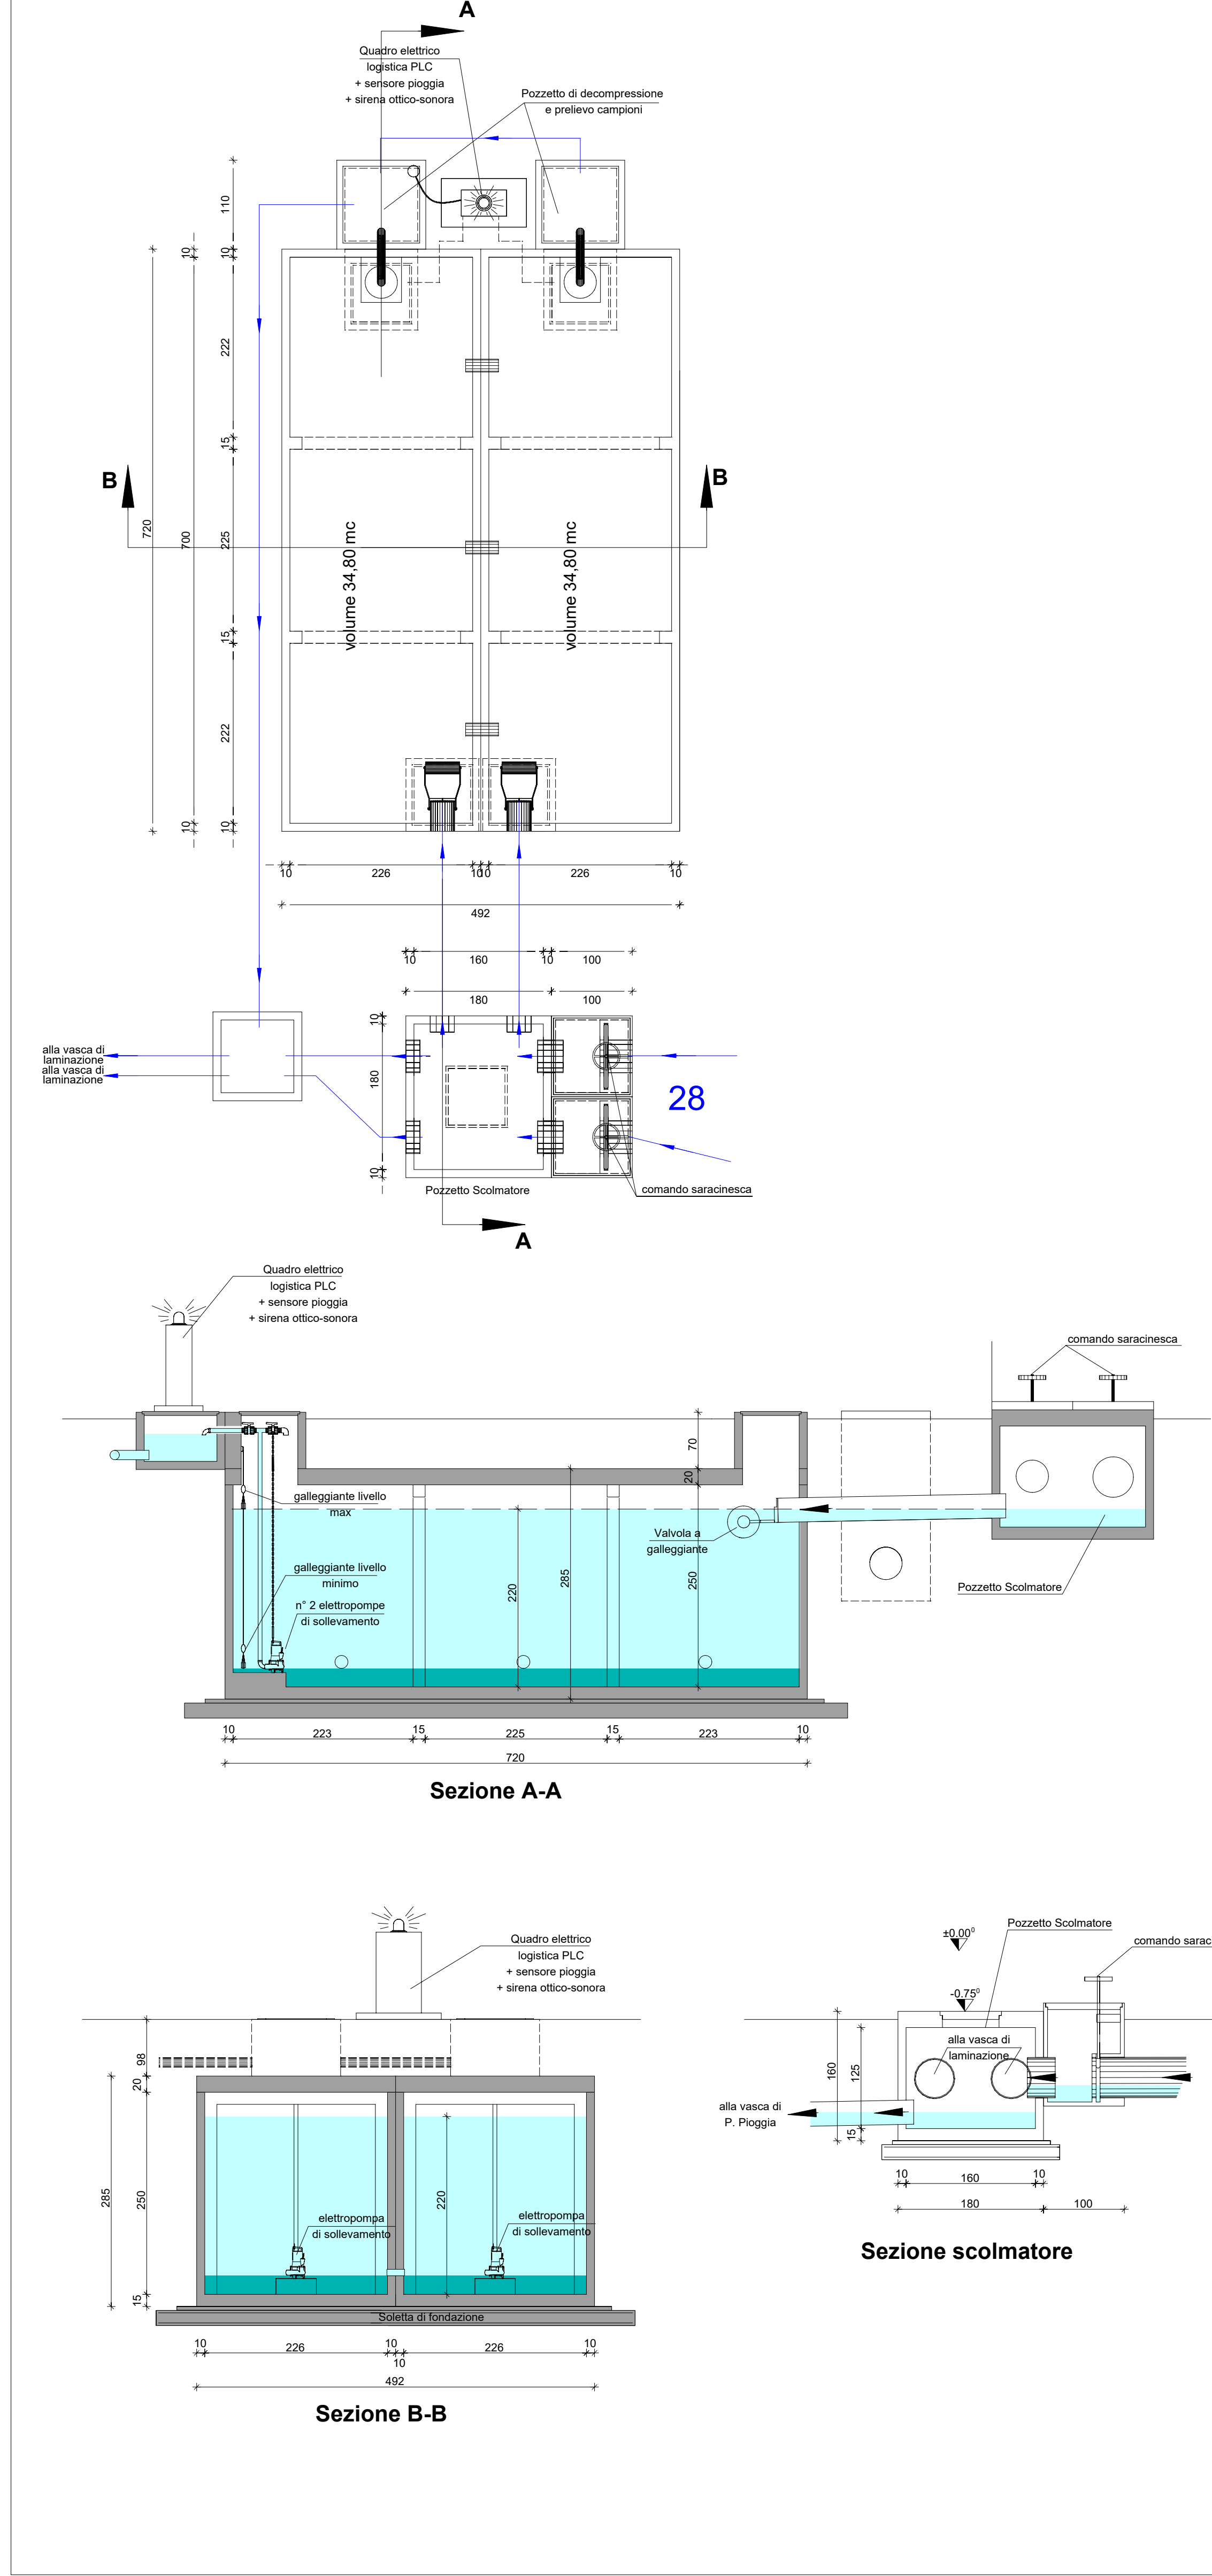 A
Quadro elettrico
logistica PLC
+ sensore pioggia
+ sirena ottico-sonora
Pozzetto di decompressione
e prelievo campioni
110
10
10
222
15
B
B
720
700
225
volume 34,80 mc
volume 34,80 mc
15
222
10
10
10
226
10
10
226
10
492
10
160
10
100
180
100
10
180
10
alla vasca di
laminazione
alla vasca di
laminazione
28
Pozzetto Scolmatore
comando saracinesca
A
Quadro elettrico
logistica PLC
+ sensore pioggia
+ sirena ottico-sonora
comando saracinesca
70
20
galleggiante livello
max
Valvola a
galleggiante
galleggiante livello
minimo
n° 2 elettropompe
di sollevamento
220
285
250
Pozzetto Scolmatore
10
223
15
225
15
223
10
720
Sezione A-A
Quadro elettrico
logistica PLC
+ sensore pioggia
+ sirena ottico-sonora
98
20
285
250
220
15
elettropompa
di sollevamento
elettropompa
di sollevamento
Soletta di fondazione
10
226
10
10
226
10
492
Sezione B-B
±0.00⁰
Pozzetto Scolmatore
comando sarac
-0.75⁰
alla vasca di
laminazione
160
125
15
alla vasca di
P. Pioggia
10
160
10
180
100
Sezione scolmatore